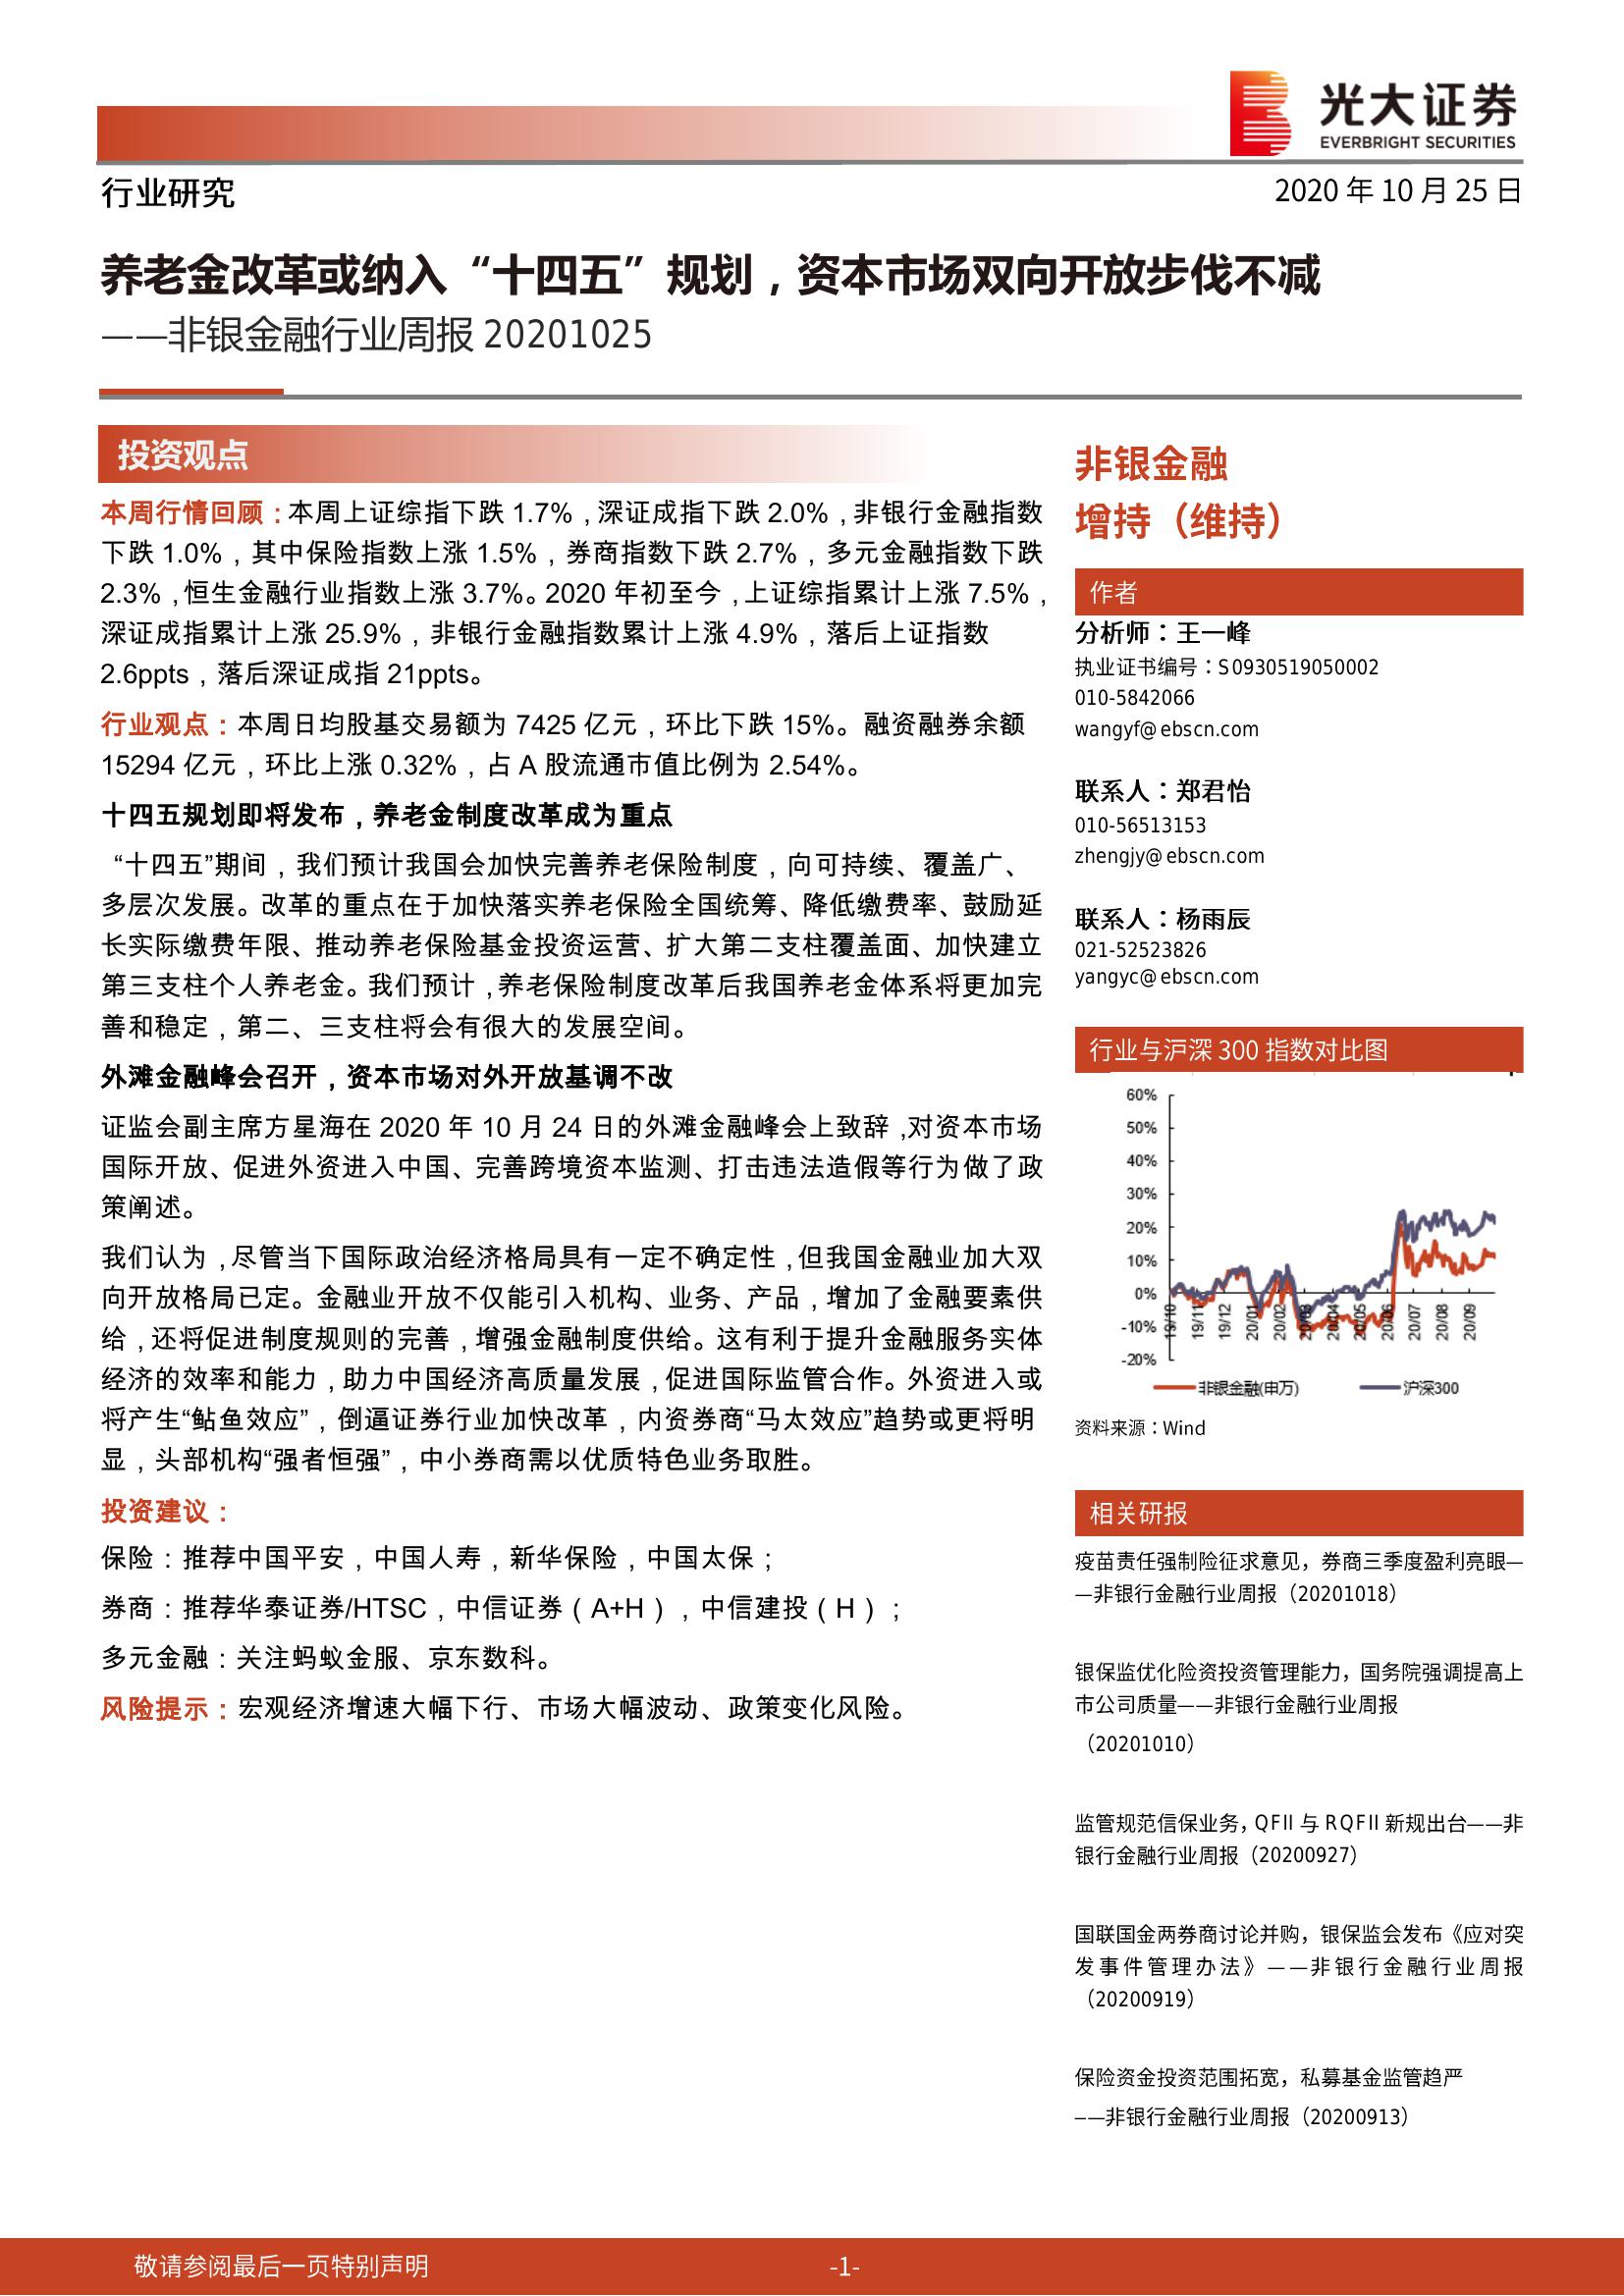 光大证券
EVERBRIGHT SECURITIES
行业研究
2020 年 10 月 25 日
养老金改革或纳入“十四五”规划，资本市场双向开放步伐不减
——非银金融行业周报 20201025
投资观点
本周行情回顾：本周上证综指下跌 1.7%，深证成指下跌 2.0%，非银行金融指数
下跌 1.0%，其中保险指数上涨 1.5%，券商指数下跌 2.7%，多元金融指数下跌
2.3%，恒生金融行业指数上涨 3.7%。2020 年初至今，上证综指累计上涨 7.5%，
深证成指累计上涨 25.9%，非银行金融指数累计上涨 4.9%，落后上证指数
2.6ppts，落后深证成指 21ppts。
行业观点：本周日均股基交易额为 7425 亿元，环比下跌 15%。融资融券余额
15294 亿元，环比上涨 0.32%，占 A 股流通市值比例为 2.54%。
十四五规划即将发布，养老金制度改革成为重点
“十四五”期间，我们预计我国会加快完善养老保险制度，向可持续、覆盖广、
多层次发展。改革的重点在于加快落实养老保险全国统筹、降低缴费率、鼓励延
长实际缴费年限、推动养老保险基金投资运营、扩大第二支柱覆盖面、加快建立
第三支柱个人养老金。我们预计，养老保险制度改革后我国养老金体系将更加完
善和稳定，第二、三支柱将会有很大的发展空间。
外滩金融峰会召开，资本市场对外开放基调不改
证监会副主席方星海在 2020 年 10 月 24 日的外滩金融峰会上致辞，对资本市场
国际开放、促进外资进入中国、完善跨境资本监测、打击违法造假等行为做了政
策阐述。
我们认为，尽管当下国际政治经济格局具有一定不确定性，但我国金融业加大双
向开放格局已定。金融业开放不仅能引入机构、业务、产品，增加了金融要素供
给，还将促进制度规则的完善，增强金融制度供给。这有利于提升金融服务实体
经济的效率和能力，助力中国经济高质量发展，促进国际监管合作。外资进入或
将产生“鲇鱼效应”，倒逼证券行业加快改革，内资券商“马太效应”趋势或更将明
显，头部机构“强者恒强”，中小券商需以优质特色业务取胜。
投资建议：
保险：推荐中国平安，中国人寿，新华保险，中国太保；
券商：推荐华泰证券/HTSC，中信证券（A+H），中信建投（H）；
多元金融：关注蚂蚁金服、京东数科。
风险提示：宏观经济增速大幅下行、市场大幅波动、政策变化风险。
非银金融
增持（维持）
作者
分析师：王一峰
执业证书编号：S0930519050002
010-5842066
wangyf@ebscn.com
联系人：郑君怡
010-56513153
zhengjy@ebscn.com
联系人：杨雨辰
021-52523826
yangyc@ebscn.com
行业与沪深 300 指数对比图
60%
50%
40%
30%
20%
10%
0%
-10%
-20%
19/10 19/11 19/12 20/01 20/02 20/03 20/04 20/05 20/06 20/07 20/08 20/09
非银金融(申万) 沪深300
资料来源：Wind
相关研报
疫苗责任强制险征求意见，券商三季度盈利亮眼—
—非银行金融行业周报（20201018）
银保监优化险资投资管理能力，国务院强调提高上
市公司质量——非银行金融行业周报
（20201010）
监管规范信保业务，QFII 与 RQFII 新规出台——非
银行金融行业周报（20200927）
国联国金两券商讨论并购，银保监会发布《应对突
发事件管理办法》——非银行金融行业周报
（20200919）
保险资金投资范围拓宽，私募基金监管趋严
——非银行金融行业周报（20200913）
敬请参阅最后一页特别声明
-1-